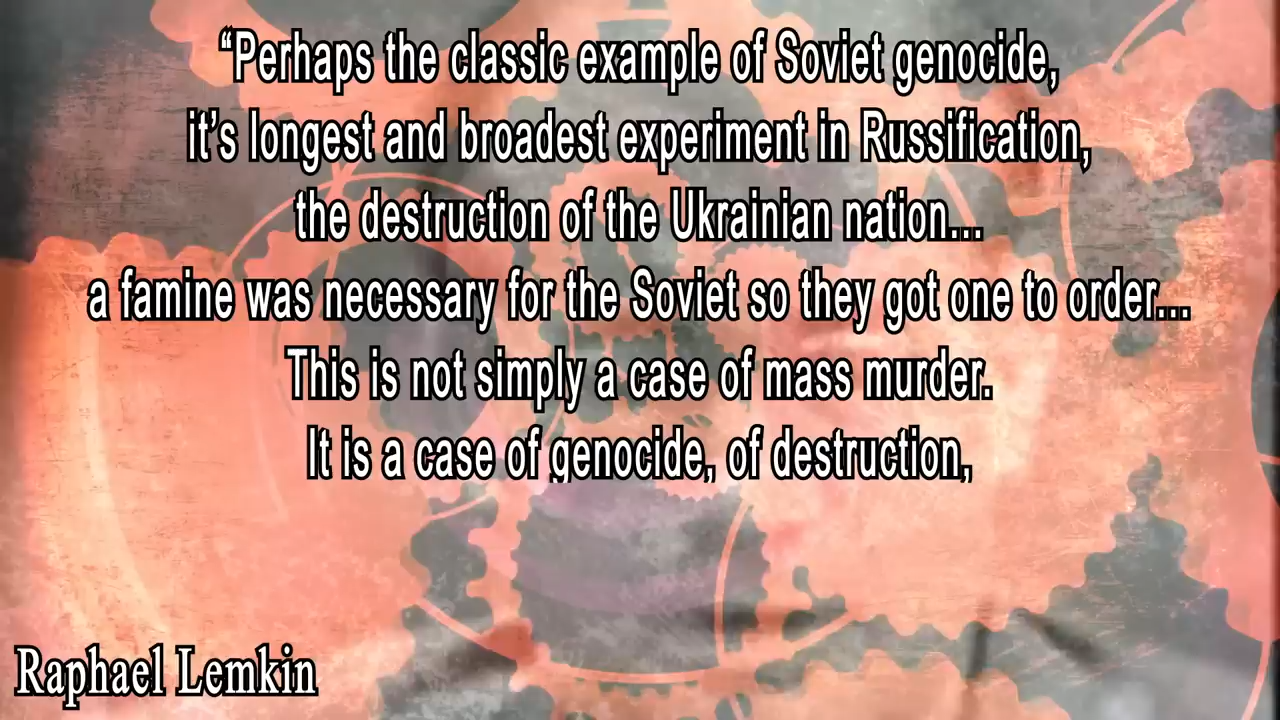 “Perhaps the classic example of Soviet genocide,
it’s longest and broadest experiment in Russification,
the destruction of the Ukrainian nation...
a famine was necessary for the Soviet so they got one to order...
This is not simply a case of mass murder.
It is a case of genocide, of destruction,
Raphael Lemkin